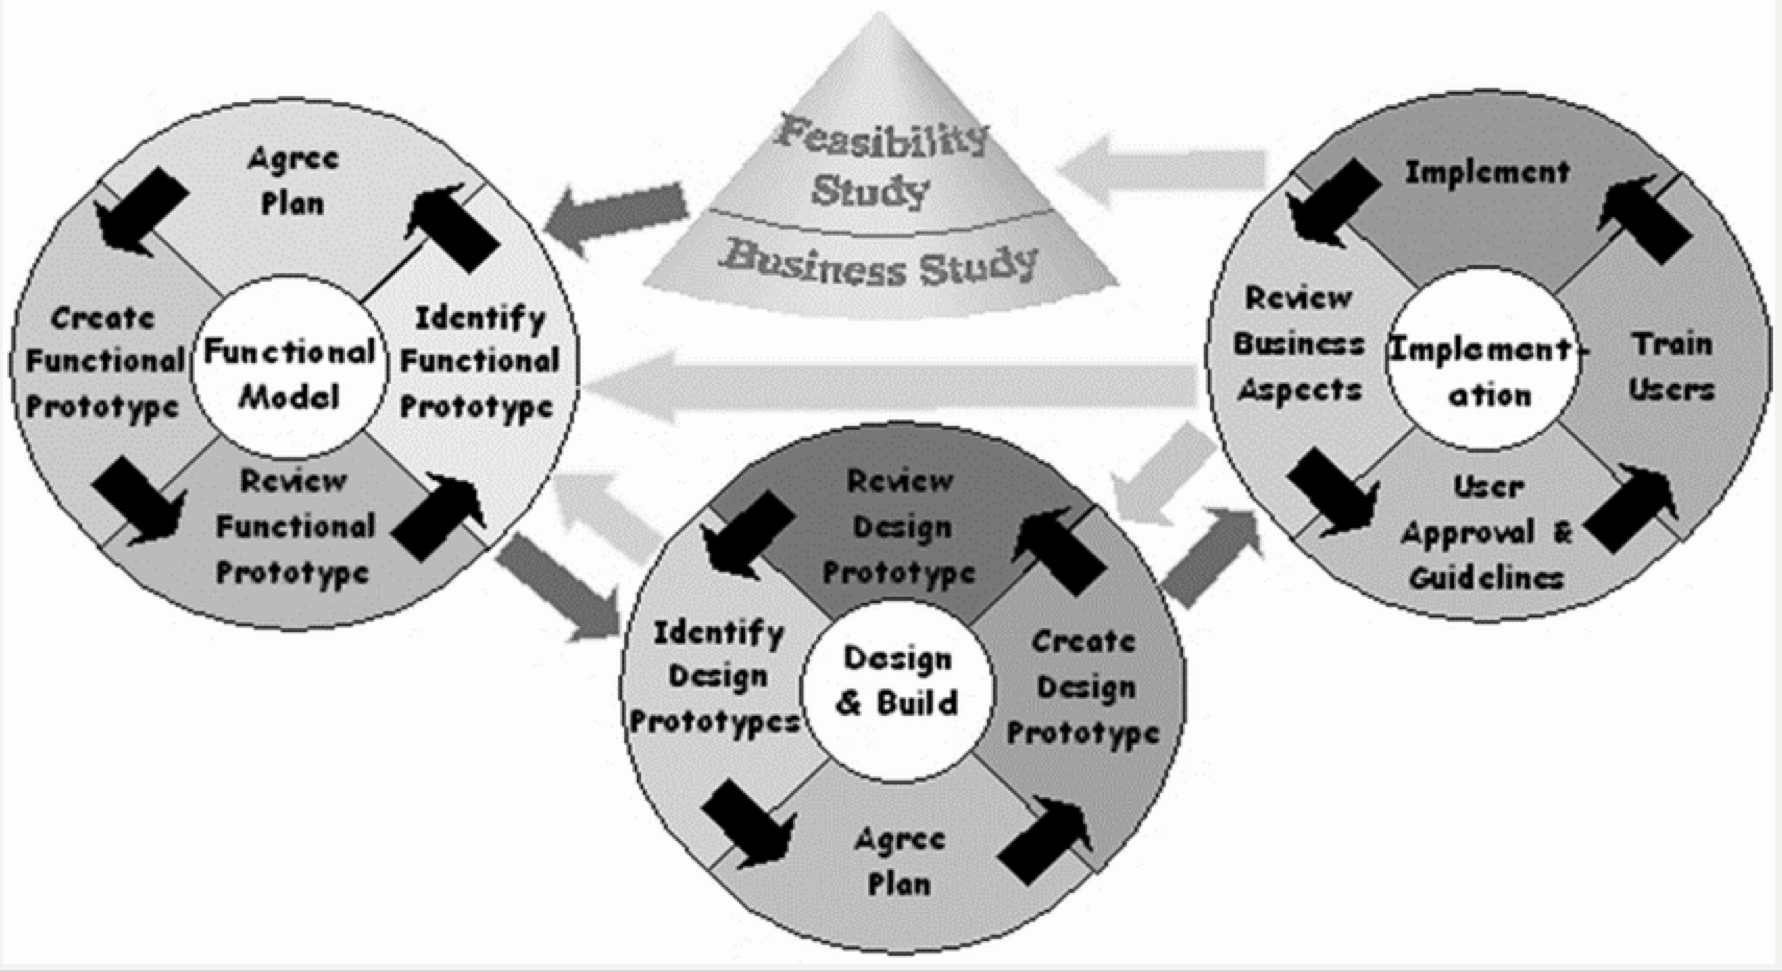 Feasibility
Study
Business Study
Agree
Plan
Create
Functional
Prototype
Functional
Model
Identify
Functional
Prototype
Review
Functional
Prototype
Review
Design
Prototype
Identify
Design
Prototypes
Design
& Build
Create
Design
Prototype
Agree
Plan
Implement
Review
Business
Aspects
Implement-
ation
Train
Users
User
Approval &
Guidelines